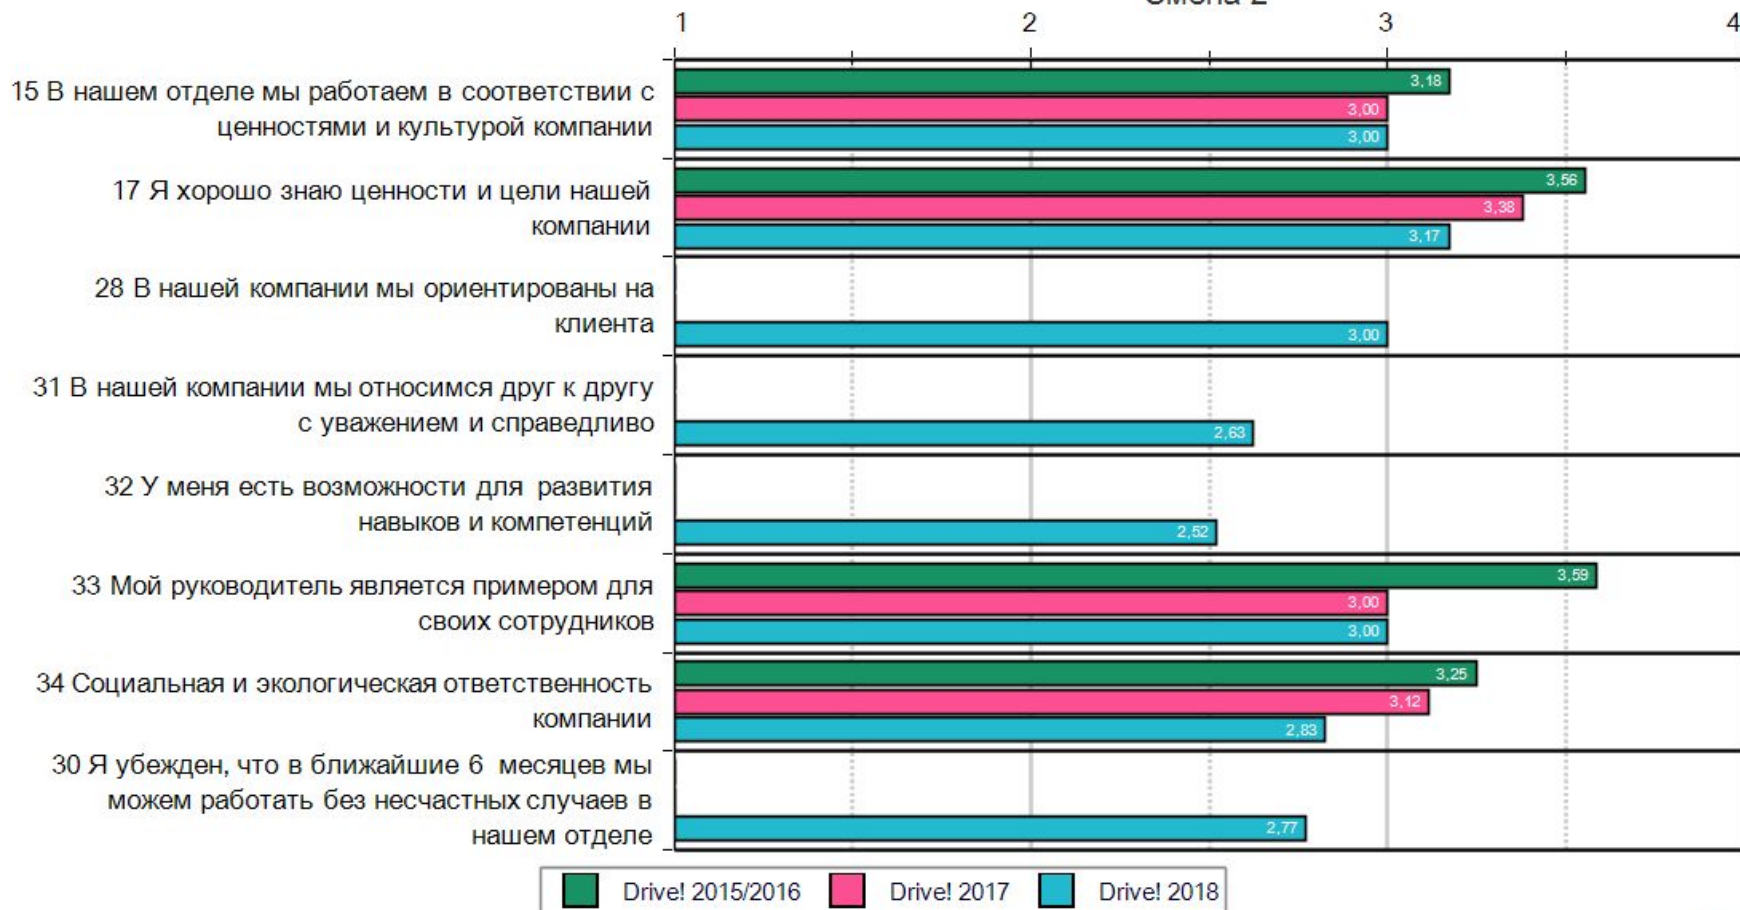 Смена 2
1 2 3 4
15 В нашем отделе мы работаем в соответствии с
ценностями и культурой компании
3,18
3,00
3,00
17 Я хорошо знаю ценности и цели нашей
компании
3,56
3,38
3,17
28 В нашей компании мы ориентированы на
клиента
3,00
31 В нашей компании мы относимся друг к другу
с уважением и справедливо
2,63
32 У меня есть возможности для развития
навыков и компетенций
2,52
33 Мой руководитель является примером для
своих сотрудников
3,59
3,00
3,00
34 Социальная и экологическая ответственность
компании
3,25
3,12
2,83
30 Я убежден, что в ближайшие 6 месяцев мы
можем работать без несчастных случаев в
нашем отделе
2,77
Drive! 2015/2016 Drive! 2017 Drive! 2018